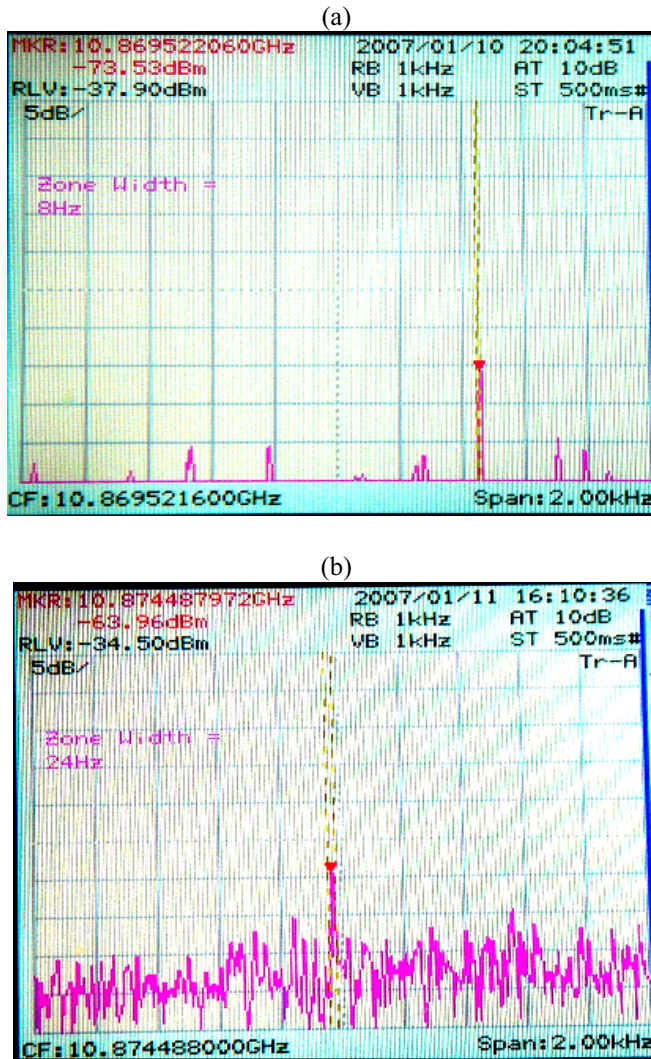 (a)
MKR:10.869522060GHz 2007/01/10 20:04:51
-73.53dBm RB 1kHz AT 10dB
RLV:-37.90dBm VB 1kHz ST 500ms#
5dB/ Tr-A
Zone Width =
8Hz
CF:10.869521600GHz Span:2.00kHz
(b)
MKR:10.874487972GHz 2007/01/11 16:10:36
-63.96dBm RB 1kHz AT 10dB
RLV:-34.50dBm VB 1kHz ST 500ms#
5dB/ Tr-A
Zone Width =
24Hz
CF:10.874488000GHz Span:2.00kHz